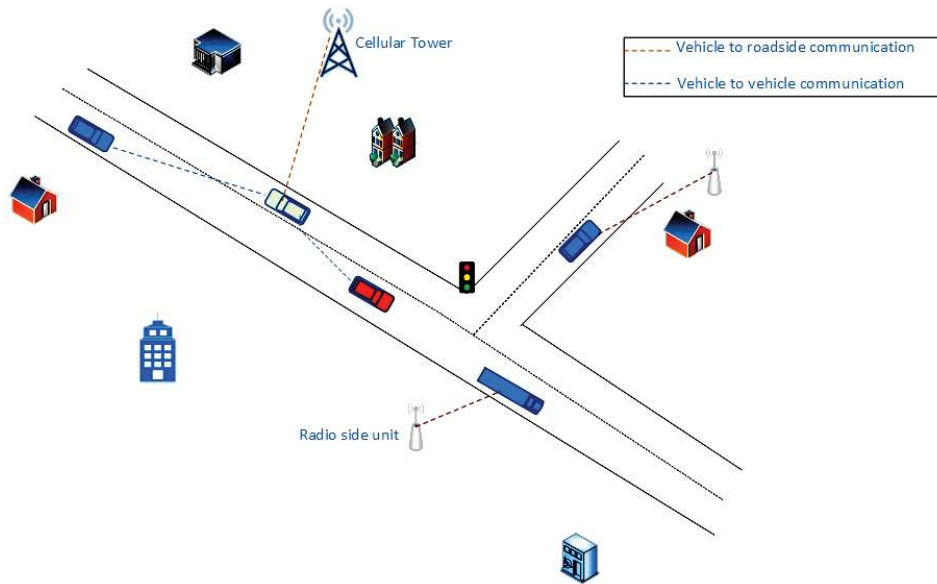 Cellular Tower
Vehicle to roadside communication
Vehicle to vehicle communication
Radio side unit